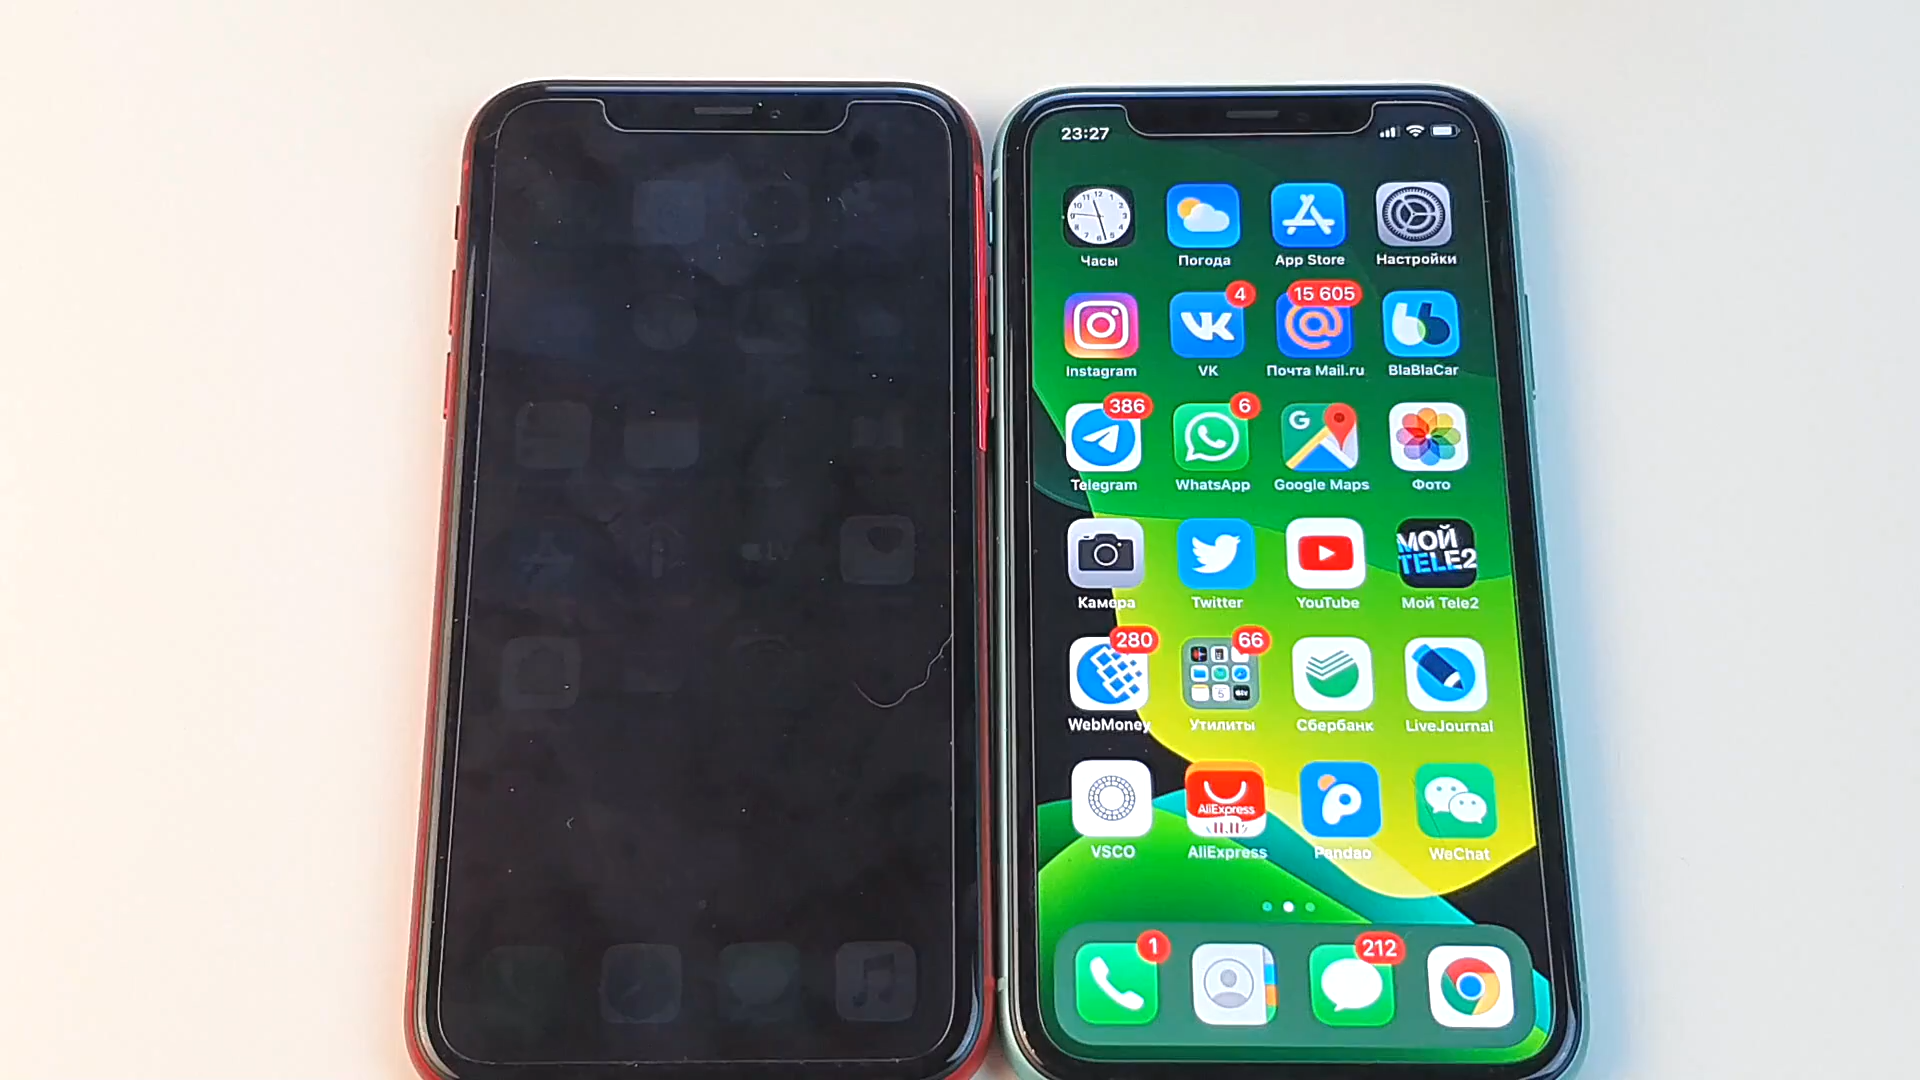 23:27
Часы
Погода
App Store
Настройки
4
15 605
Instagram
VK
Почта Mail.ru
BlaBlaCar
386
6
G
Telegram
WhatsApp
Google Maps
Фото
МОЙ
TELE2
Камера
Twitter
YouTube
Мой Tele2
280
66
WebMoney
Утилиты
Сбербанк
LiveJournal
AliExpress
11.11
VSCO
AliExpress
Pandao
WeChat
1
212